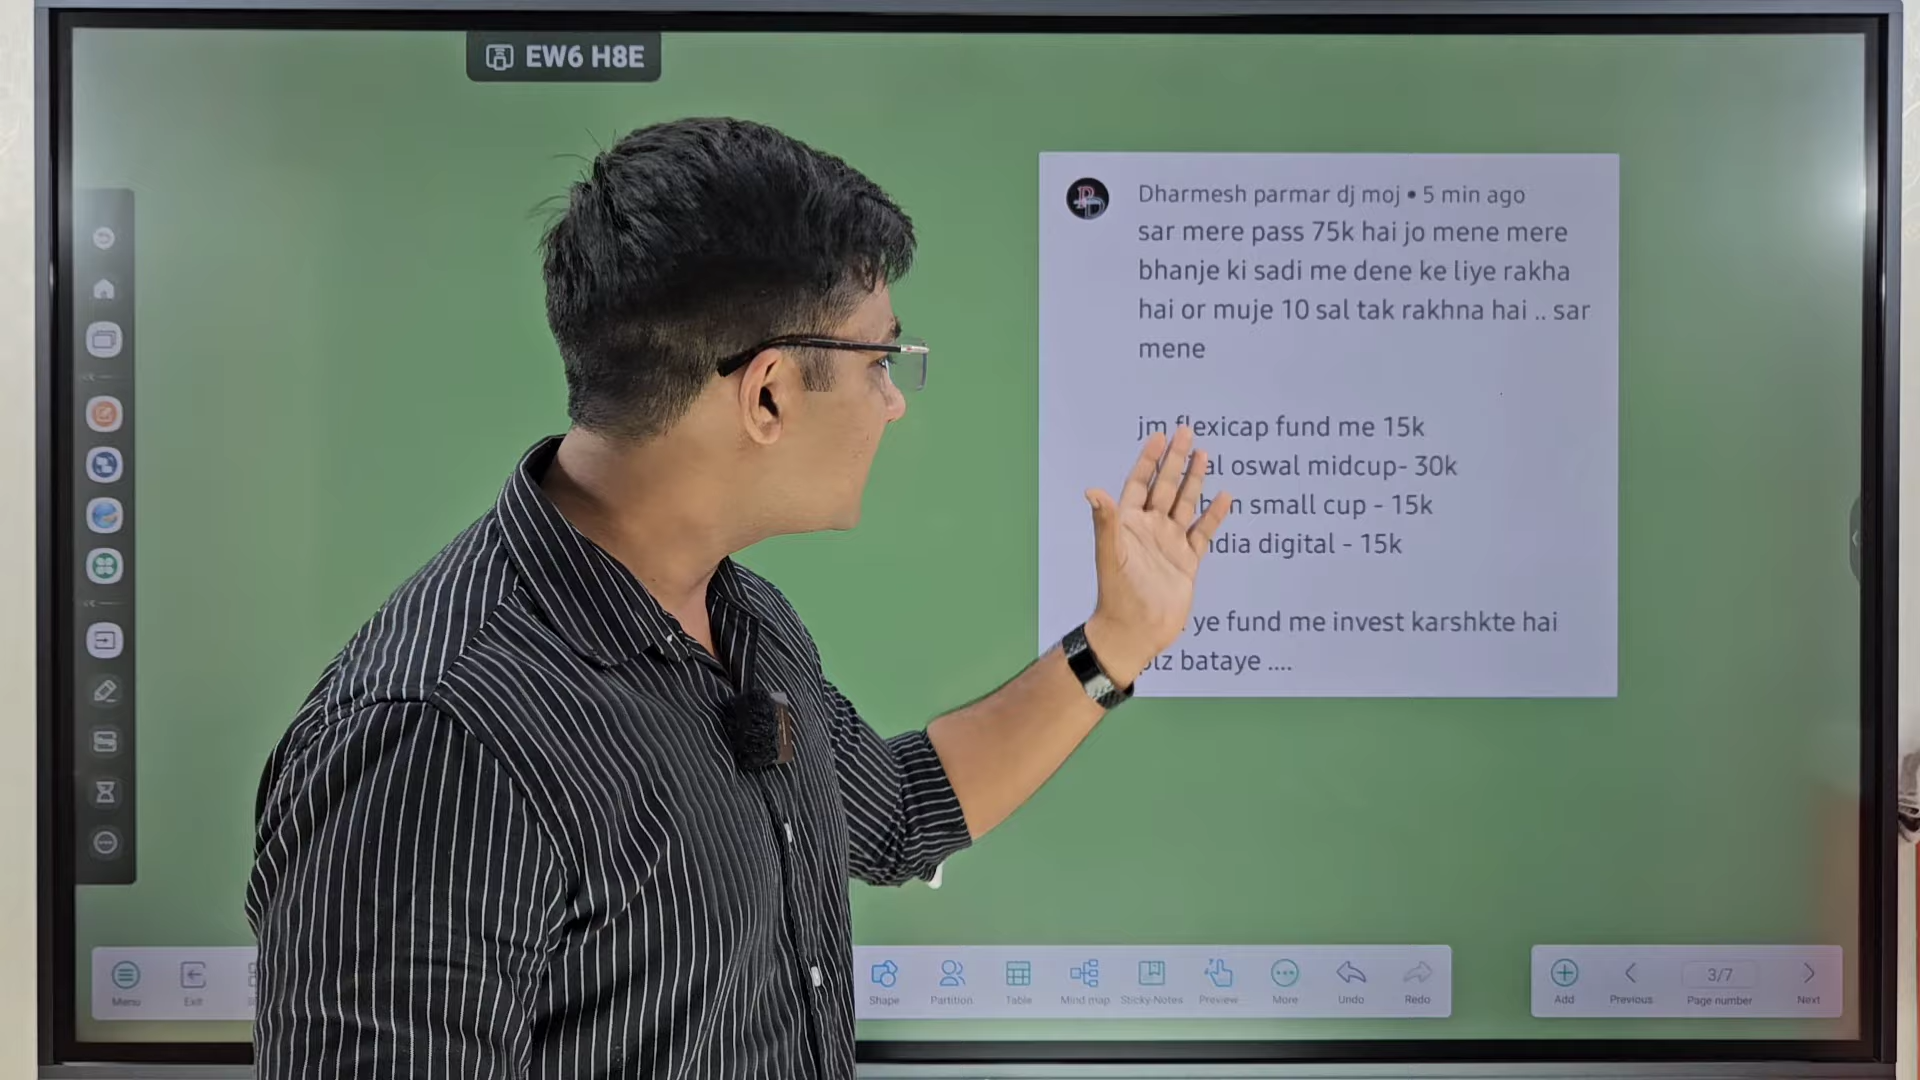 EW6 H8E
Dharmesh parmar dj moj • 5 min ago
sar mere pass 75k hai jo mene mere
bhanje ki sadi me dene ke liye rakha
hai or muje 10 sal tak rakhna hai .. sar
mene
jm flexicap fund me 15k
oswal midcup- 30k
small cup - 15k
digital - 15k
ye fund me invest karshkte hai
plz bataye ....
Menu
Exit
Shape
Partition
Table
Mind map
Sticky-Notes
Preview
More
Undo
Redo
Add
Previous
3/7
Page number
Next